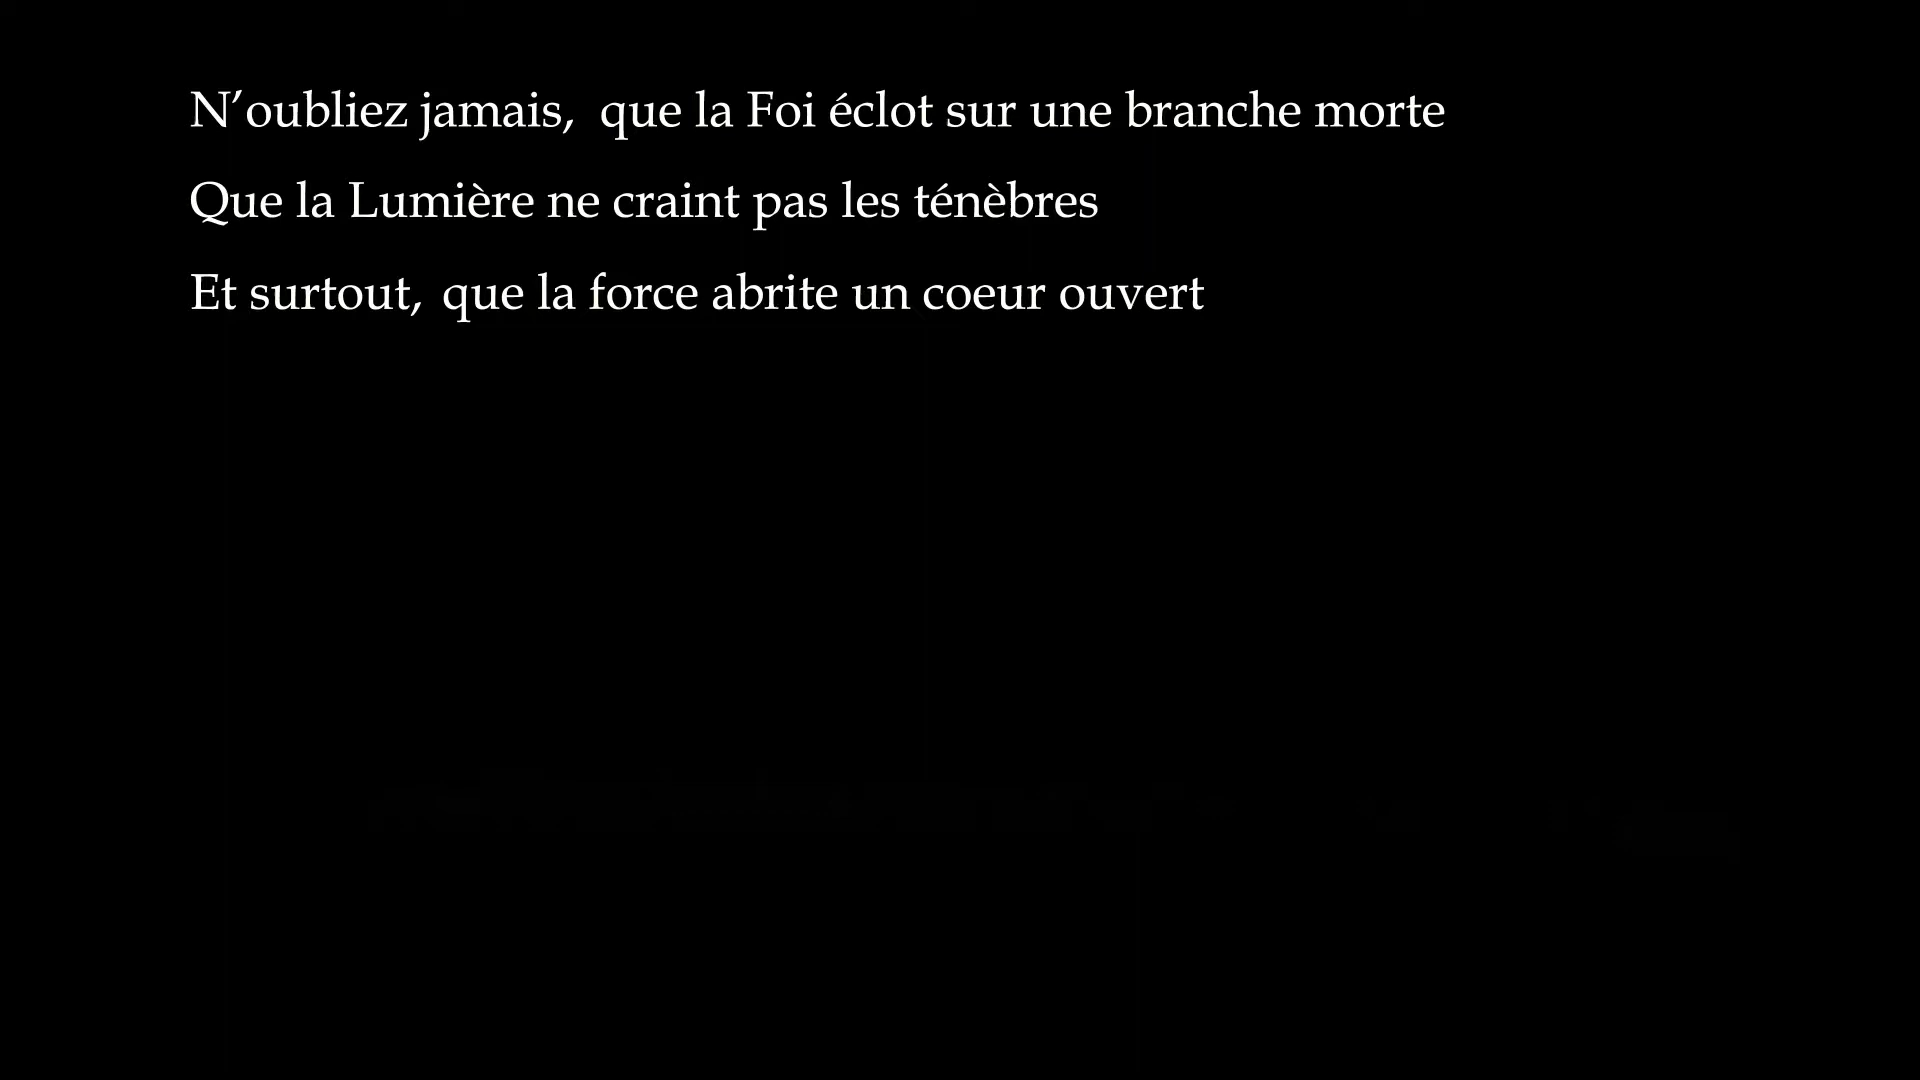 N’oubliez jamais, que la Foi éclot sur une branche morte
Que la Lumière ne craint pas les ténèbres
Et surtout, que la force abrite un coeur ouvert